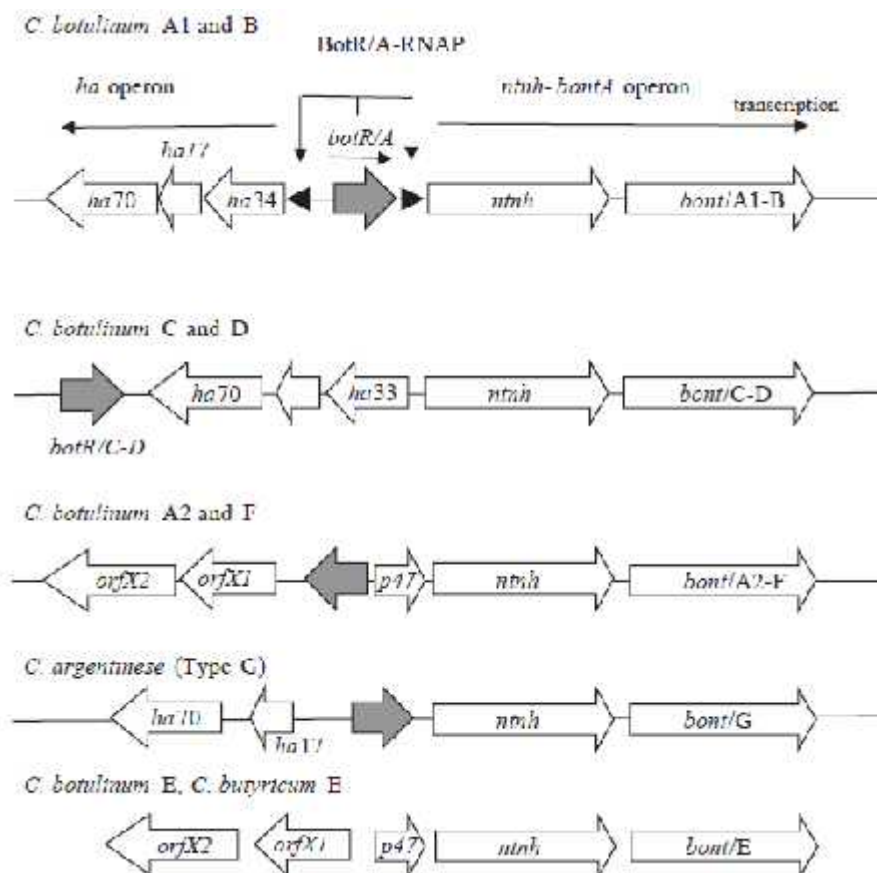 C. botulinum A1 and B
BotR/A-RNAP
ha operon
ntnh-bontA operon
transcription
ha17
botR/A
ha70
ha34
ntnh
bont/A1-B
C. botulinum C and D
ha70
ha33
ntnh
bont/C-D
botR/C-D
C. botulinum A2 and F
orfX2
orfX1
p47
ntnh
bont/A2-F
C. argentinese (Type G)
ha70
ha17
ntnh
bont/G
C. botulinum E, C. butyricum E
orfX2
orfX1
p47
ntnh
bont/E